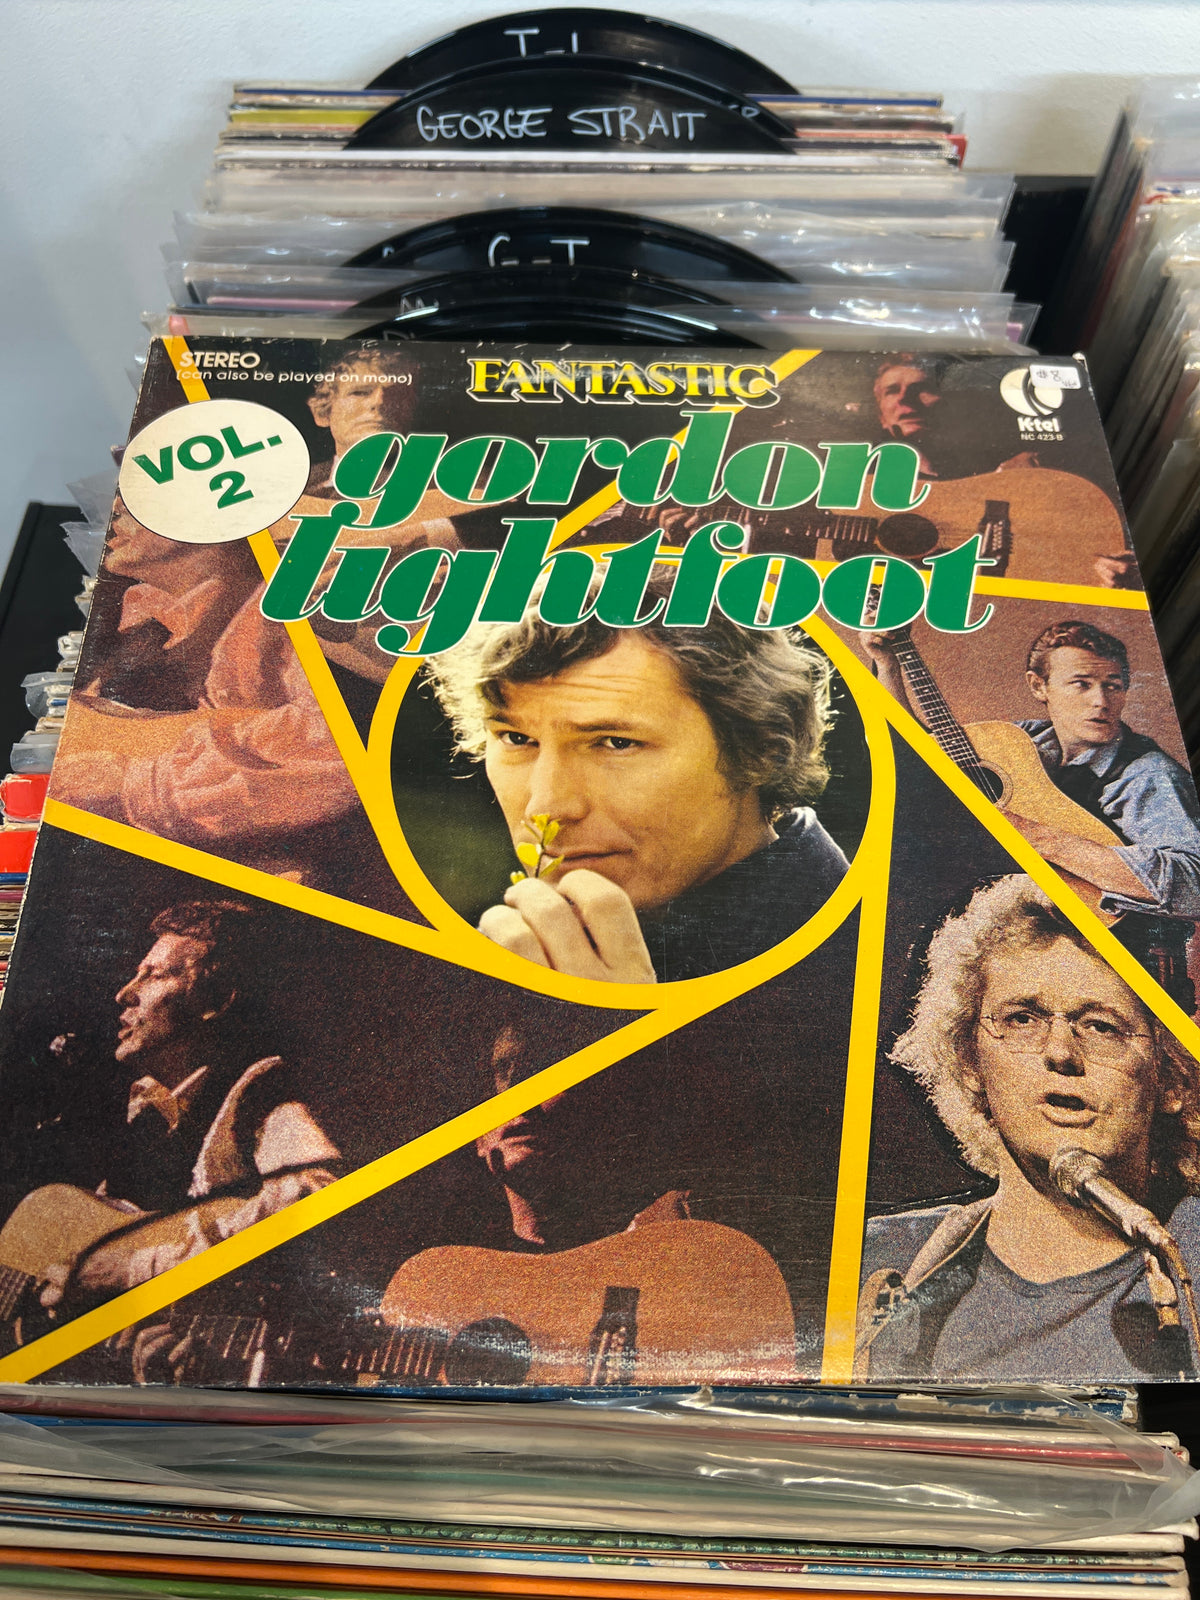 T-
GEORGE STRAIT
G-T
STEREO
(can also be played on mono)
FANTASTIC
K-tel
NC 423-B
VOL.
2
gordon
lightfoot